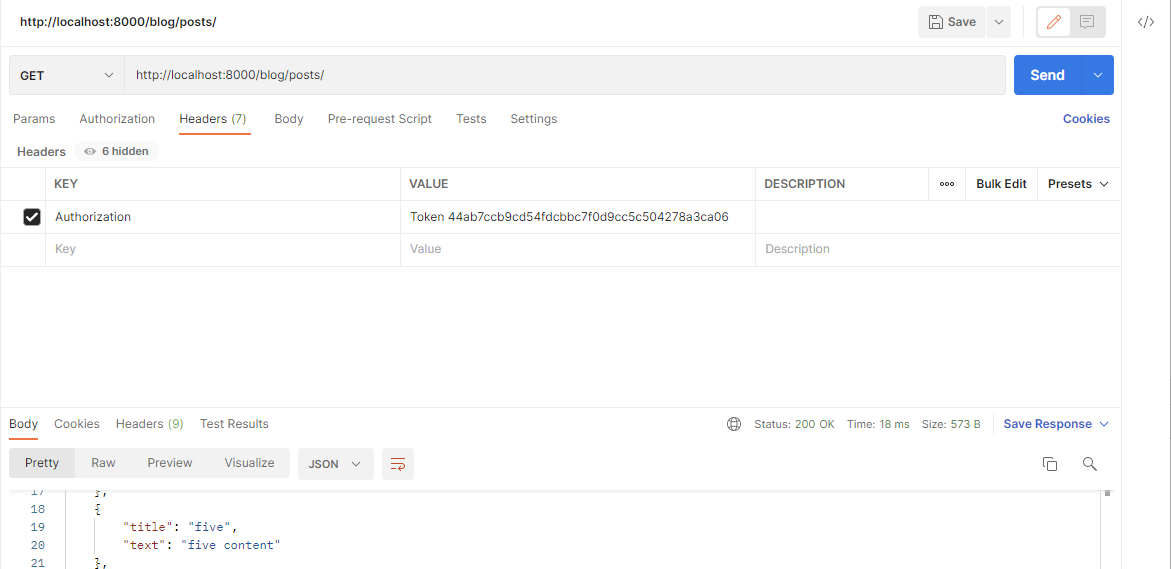 http://localhost:8000/blog/posts/ Save </>
GET http://localhost:8000/blog/posts/ Send
Params Authorization Headers (7) Body Pre-request Script Tests Settings Cookies
Headers 6 hidden
KEY VALUE DESCRIPTION ooo Bulk Edit Presets
Authorization Token 44ab7ccb9cd54fdcbbc7f0d9cc5c504278a3ca06
Key Value Description
Body Cookies Headers (9) Test Results Status: 200 OK Time: 18 ms Size: 573 B Save Response
Pretty Raw Preview Visualize JSON
17 },
18 {
19 "title": "five",
20 "text": "five content"
21 },